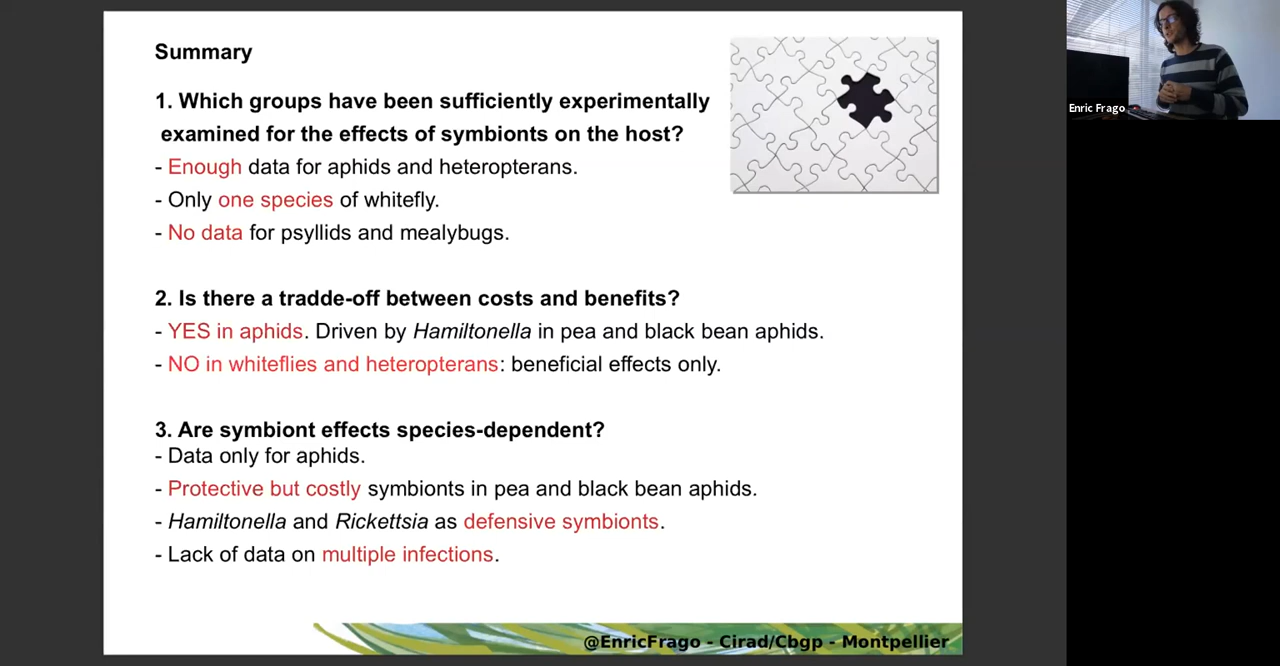 Summary
1. Which groups have been sufficiently experimentally
examined for the effects of symbionts on the host?
- Enough data for aphids and heteropterans.
- Only one species of whitefly.
- No data for psyllids and mealybugs.
2. Is there a tradde-off between costs and benefits?
- YES in aphids. Driven by Hamiltonella in pea and black bean aphids.
- NO in whiteflies and heteropterans: beneficial effects only.
3. Are symbiont effects species-dependent?
- Data only for aphids.
- Protective but costly symbionts in pea and black bean aphids.
- Hamiltonella and Rickettsia as defensive symbionts.
- Lack of data on multiple infections.
@EnricFrago - Cirad/Cbgp - Montpellier
Enric Frago